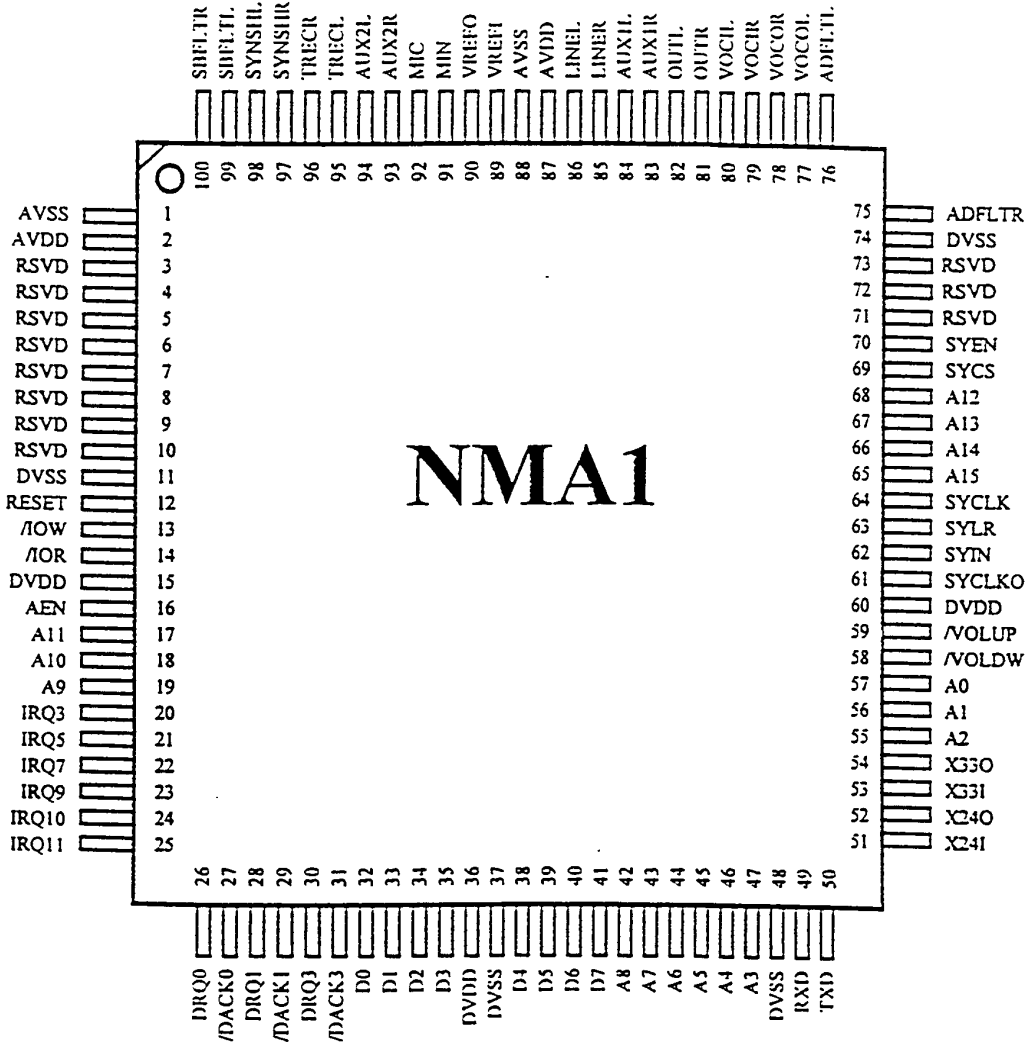 SBFLTR SBFLTL SYNSHL SYNSHR TRECR TRECL AUX2L AUX2R MIC MIN VREFO VREFI AVSS AVDD LINEL LINER AUX1L AUX1R OUTL OUTR VOCIL VOCIR VOCOR VOCOL ADFLTL
100 99 98 97 96 95 94 93 92 91 90 89 88 87 86 85 84 83 82 81 80 79 78 77 76
AVSS 1 75 ADFLTR
AVDD 2 74 DVSS
RSVD 3 73 RSVD
RSVD 4 72 RSVD
RSVD 5 71 RSVD
RSVD 6 70 SYEN
RSVD 7 69 SYCS
RSVD 8 68 A12
RSVD 9 67 A13
RSVD 10 66 A14
DVSS 11 65 A15
RESET 12 64 SYCLK
/IOW 13 63 SYLR
/IOR 14 62 SYIN
DVDD 15 61 SYCLKO
AEN 16 60 DVDD
A11 17 59 /VOLUP
A10 18 58 /VOLDW
A9 19 57 A0
IRQ3 20 56 A1
IRQ5 21 55 A2
IRQ7 22 54 X33O
IRQ9 23 53 X33I
IRQ10 24 52 X24O
IRQ11 25 51 X24I
NMA1
26 27 28 29 30 31 32 33 34 35 36 37 38 39 40 41 42 43 44 45 46 47 48 49 50
DRQ0 /DACK0 DRQ1 /DACK1 DRQ3 /DACK3 D0 D1 D2 D3 DVDD DVSS D4 D5 D6 D7 A8 A7 A6 A5 A4 A3 DVSS RXD TXD